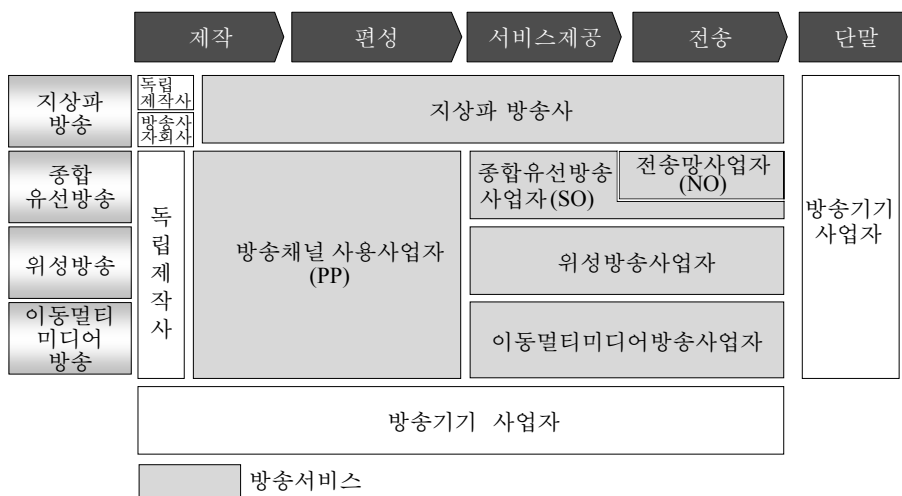 제작
편성
서비스제공
전송
단말
지상파
방송
독립
제작사
방송사
자회사
지상파 방송사
종합
유선방송
위성방송
이동멀티
미디어
방송
독
립
제
작
사
방송채널 사용사업자
(PP)
종합유선방송
사업자(SO)
전송망사업자
(NO)
위성방송사업자
이동멀티미디어방송사업자
방송기기
사업자
방송기기 사업자
방송서비스